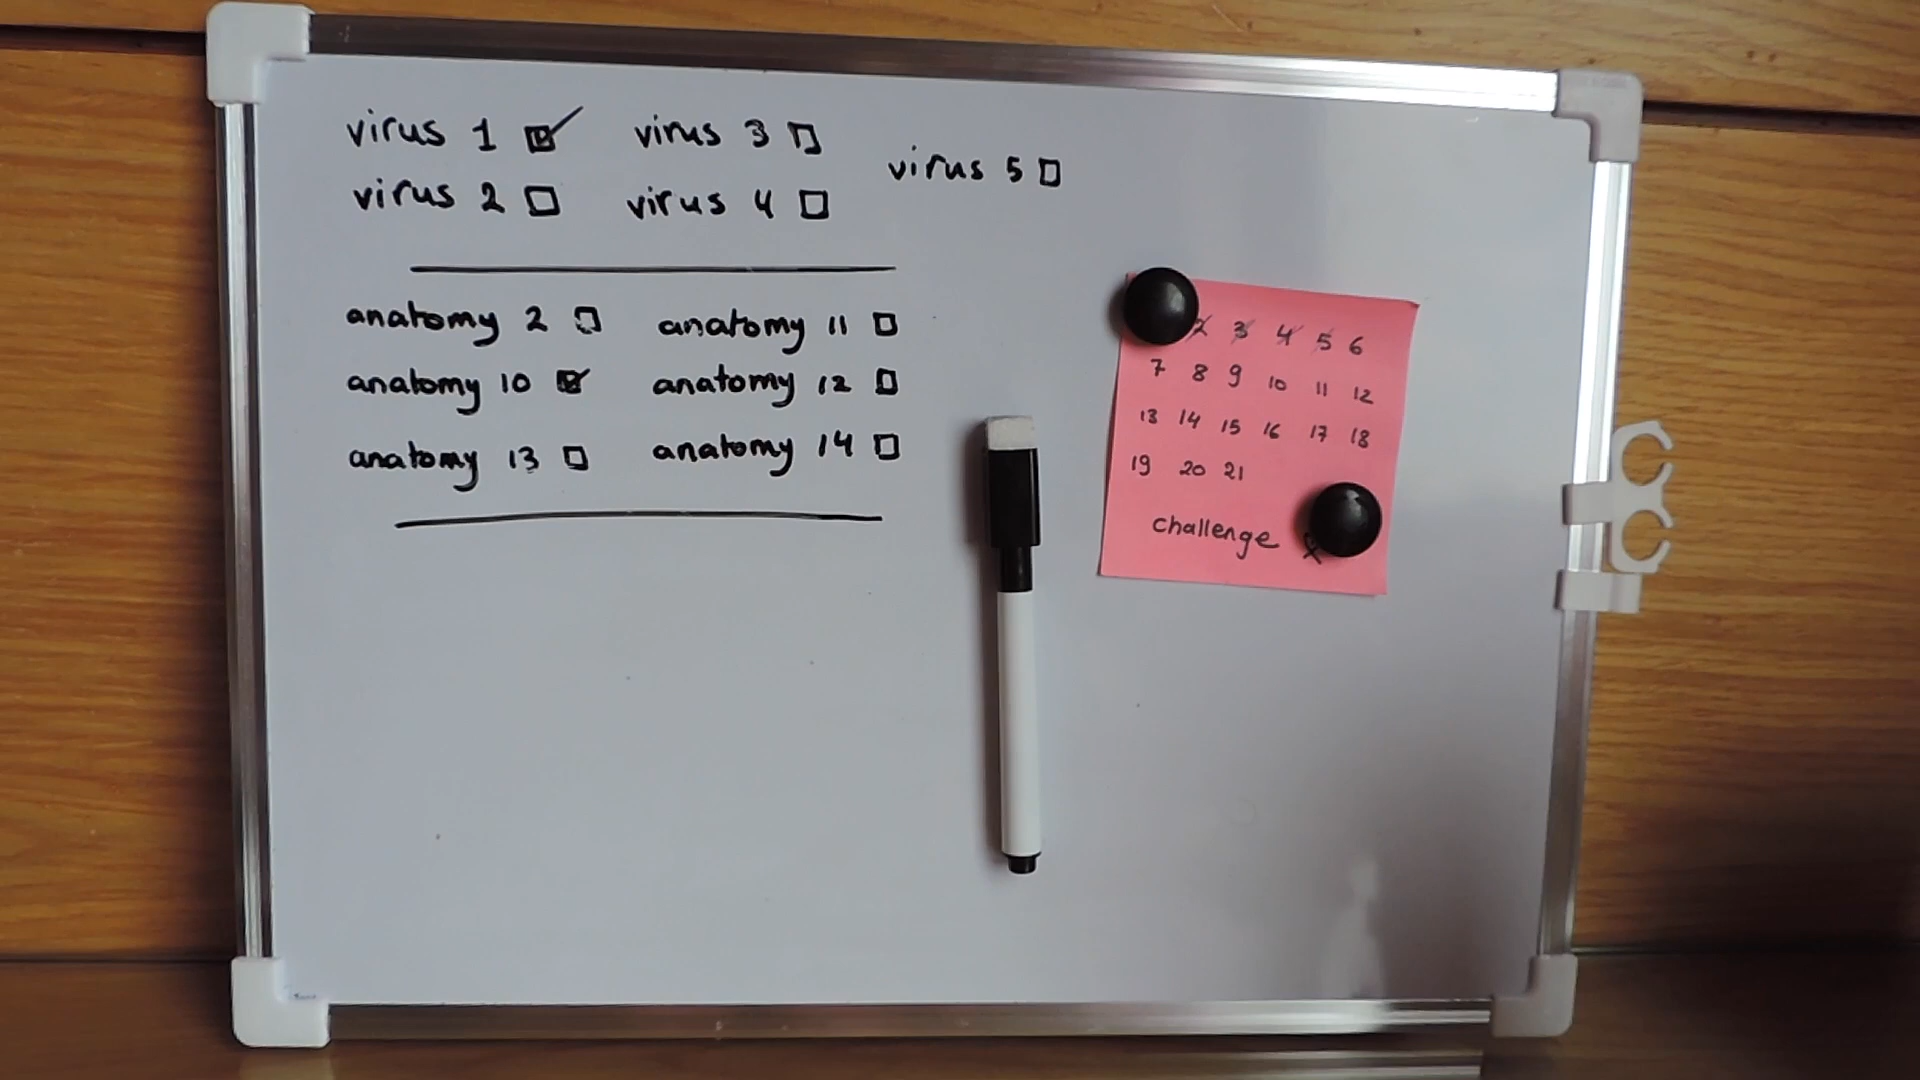 virus 1 virus 3
virus 5
virus 2 virus 4
anatomy 2 anatomy 11
anatomy 10 anatomy 12
anatomy 13 anatomy 14
2 3 4 5 6
7 8 9 10 11 12
13 14 15 16 17 18
19 20 21
challenge